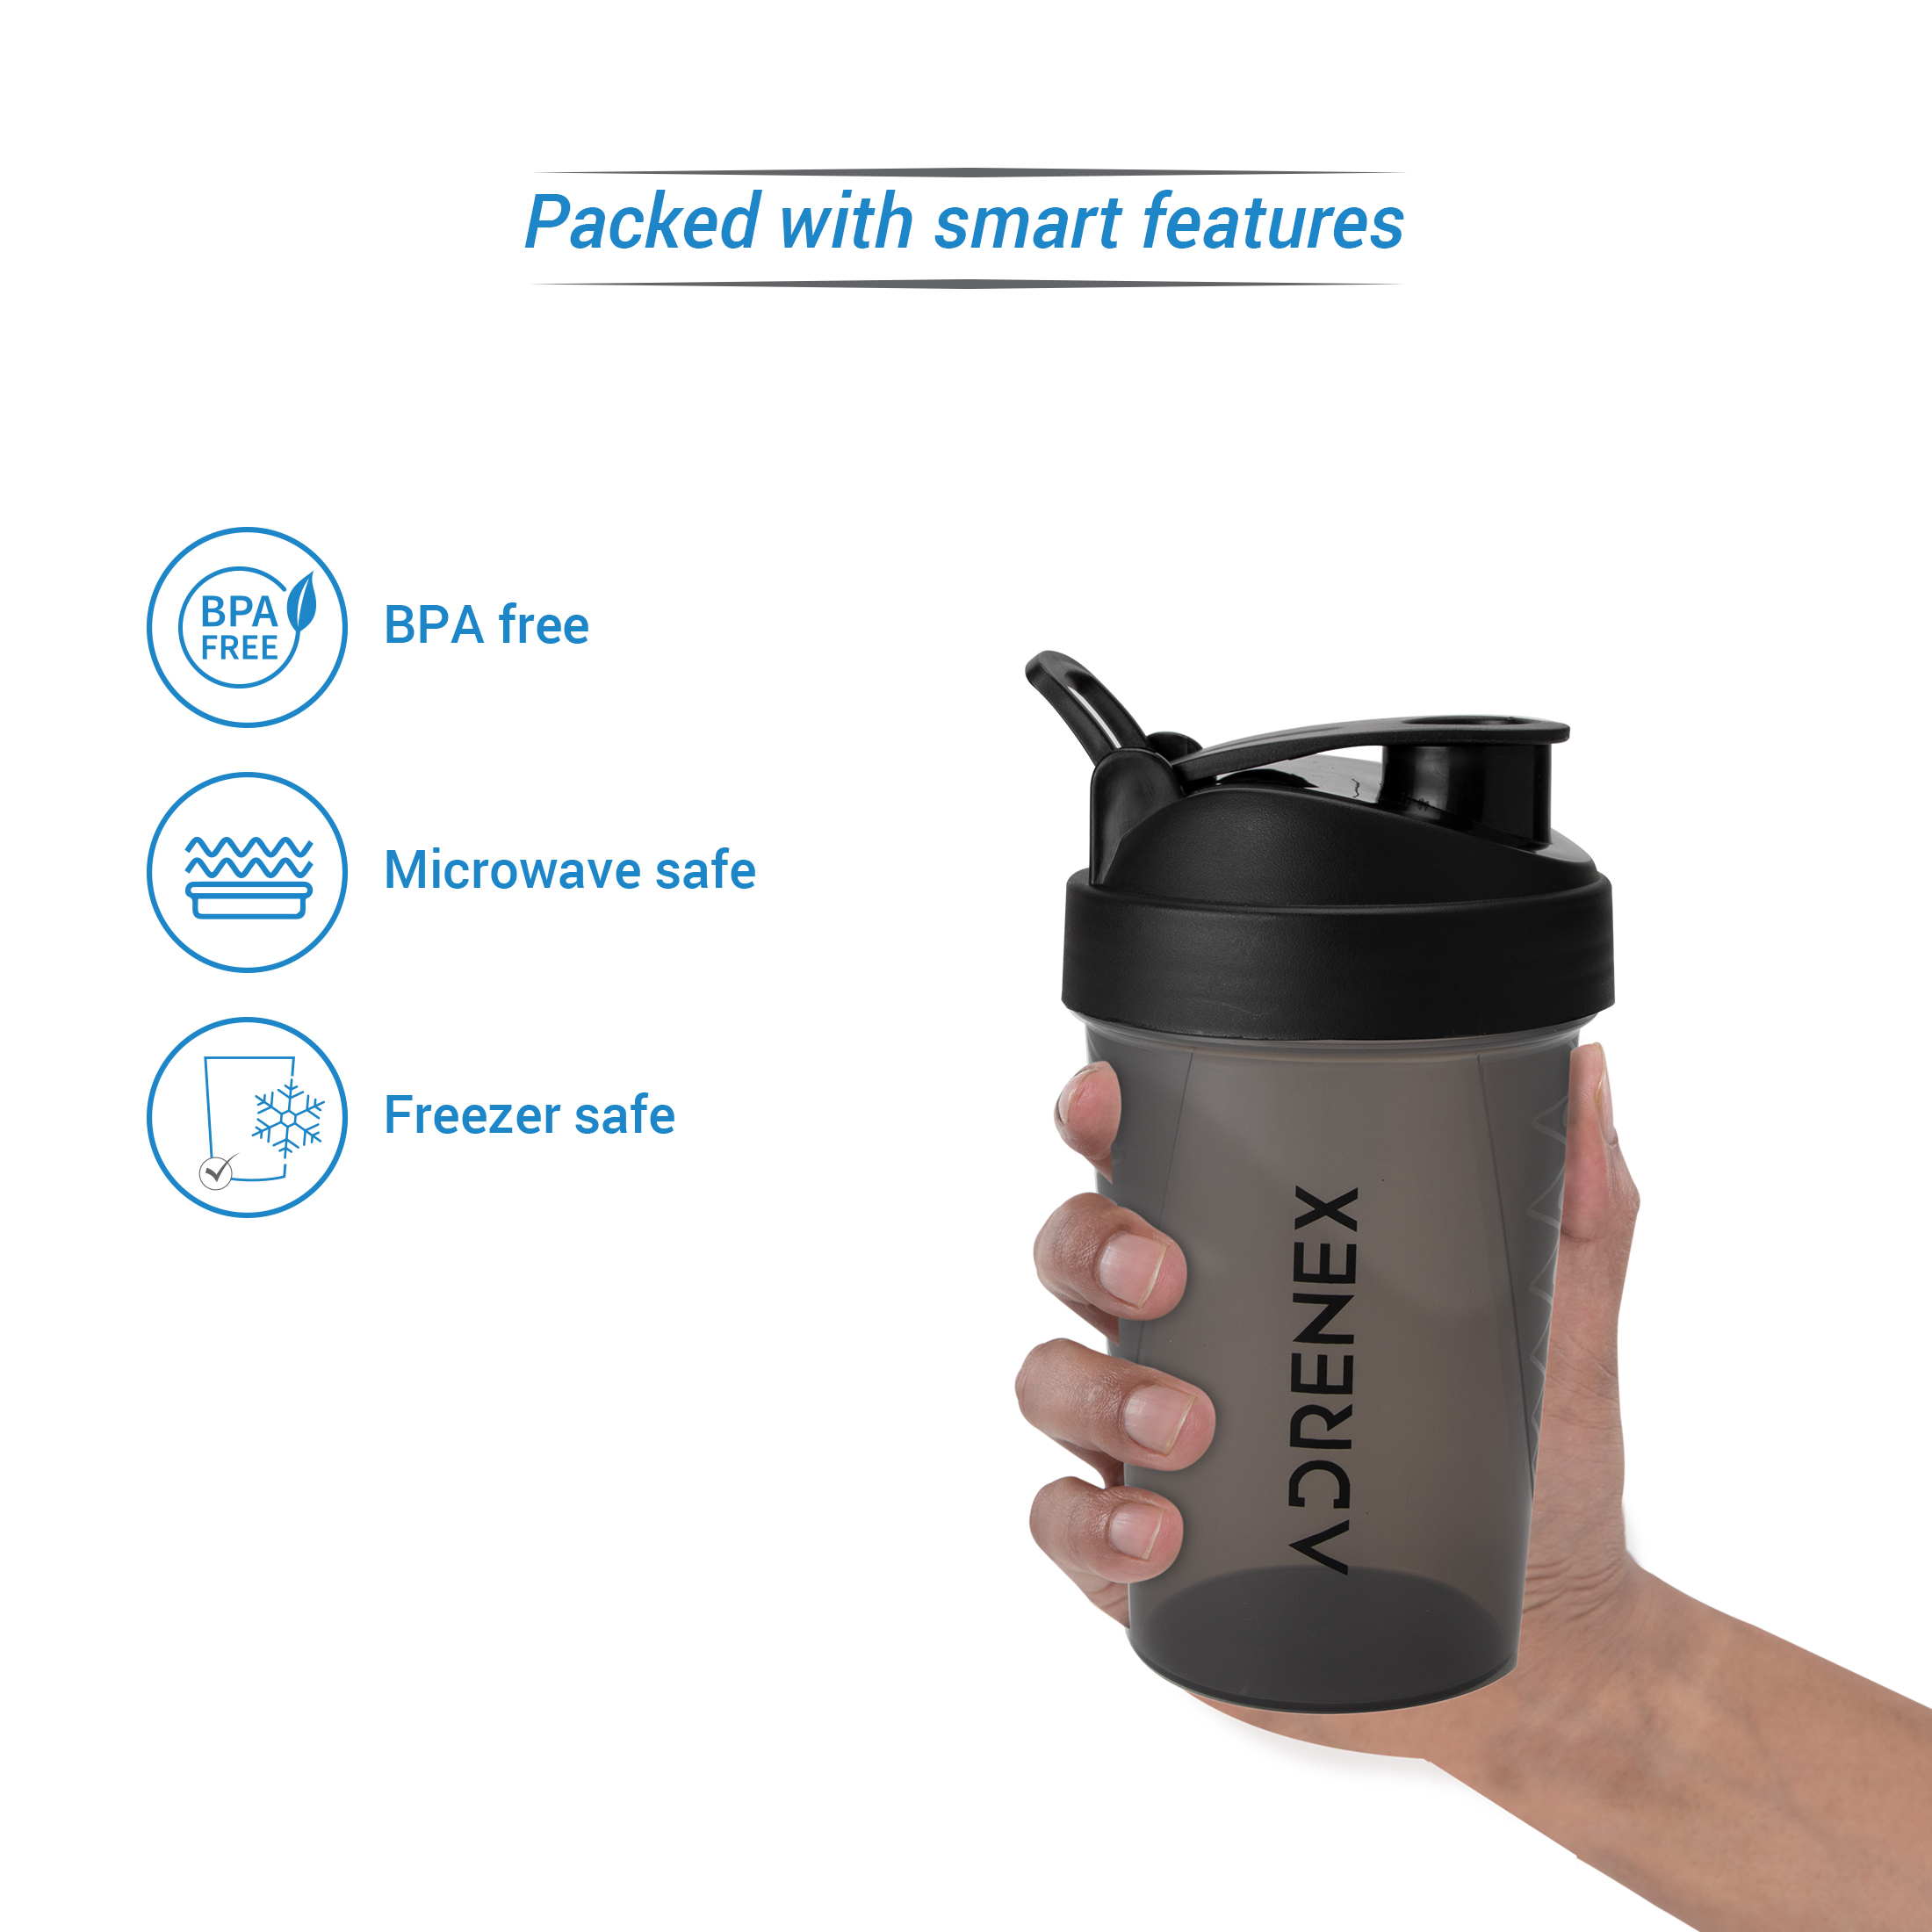 Packed with smart features
BPA
FREE
BPA free
Microwave safe
Freezer safe
ADRENEX